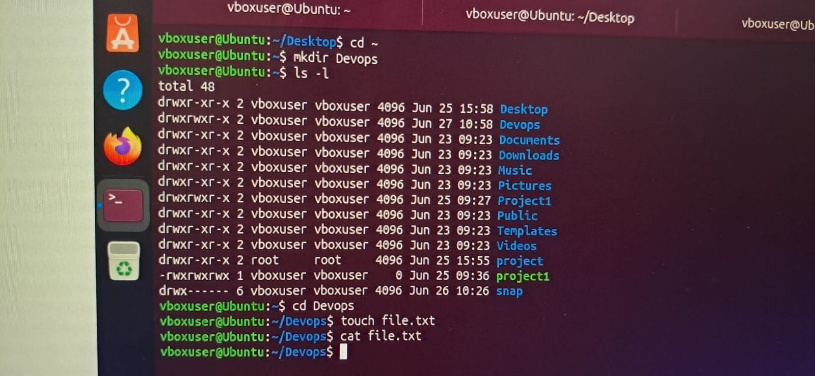 vboxuser@Ubuntu: ~
vboxuser@Ubuntu: ~/Desktop
vboxuser@Ub
vboxuser@Ubuntu:~/Desktop$ cd ~
vboxuser@Ubuntu:~$ mkdir Devops
vboxuser@Ubuntu:~$ ls -l
total 48
drwxr-xr-x 2 vboxuser vboxuser 4096 Jun 25 15:58 Desktop
drwxrwxr-x 2 vboxuser vboxuser 4096 Jun 27 10:58 Devops
drwxr-xr-x 2 vboxuser vboxuser 4096 Jun 23 09:23 Documents
drwxr-xr-x 2 vboxuser vboxuser 4096 Jun 23 09:23 Downloads
drwxr-xr-x 2 vboxuser vboxuser 4096 Jun 23 09:23 Music
drwxr-xr-x 2 vboxuser vboxuser 4096 Jun 23 09:23 Pictures
drwxrwxr-x 2 vboxuser vboxuser 4096 Jun 25 09:27 Project1
drwxr-xr-x 2 vboxuser vboxuser 4096 Jun 23 09:23 Public
drwxr-xr-x 2 vboxuser vboxuser 4096 Jun 23 09:23 Templates
drwxr-xr-x 2 vboxuser vboxuser 4096 Jun 23 09:23 Videos
drwxr-xr-x 2 root     root     4096 Jun 25 15:55 project
-rwxrwxrwx 1 vboxuser vboxuser    0 Jun 25 09:36 project1
drwx------ 6 vboxuser vboxuser 4096 Jun 26 10:26 snap
vboxuser@Ubuntu:~$ cd Devops
vboxuser@Ubuntu:~/Devops$ touch file.txt
vboxuser@Ubuntu:~/Devops$ cat file.txt
vboxuser@Ubuntu:~/Devops$